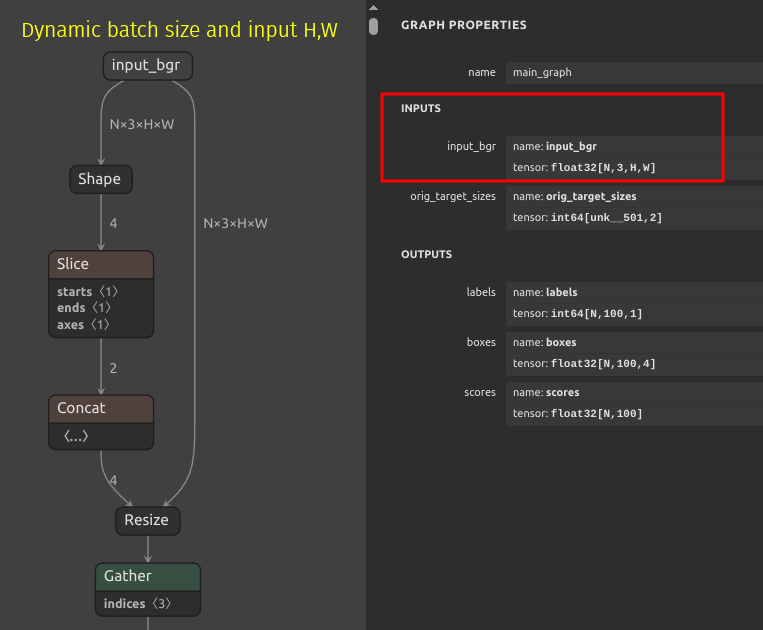 Dynamic batch size and input H,W
input_bgr
N×3×H×W
Shape
4
N×3×H×W
Slice
starts 〈1〉
ends 〈1〉
axes 〈1〉
2
Concat
〈...〉
4
Resize
Gather
indices 〈3〉
GRAPH PROPERTIES
name main_graph
INPUTS
input_bgr name: input_bgr
tensor: float32[N,3,H,W]
orig_target_sizes name: orig_target_sizes
tensor: int64[unk__501,2]
OUTPUTS
labels name: labels
tensor: int64[N,100,1]
boxes name: boxes
tensor: float32[N,100,4]
scores name: scores
tensor: float32[N,100]